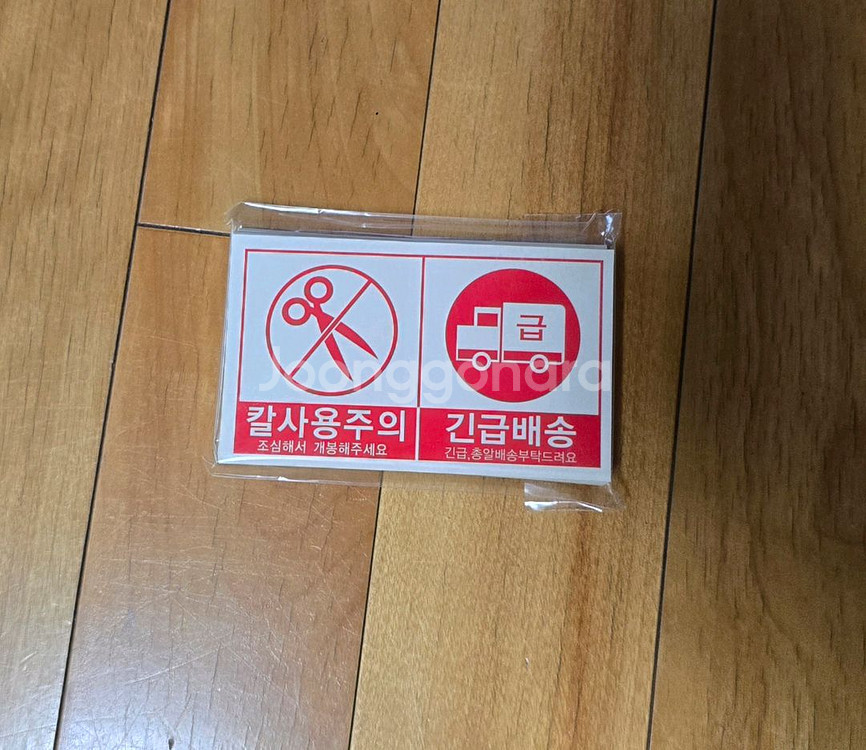 급
칼사용주의
조심해서 개봉해주세요
긴급배송
긴급,총알배송부탁드려요
Joonggonara